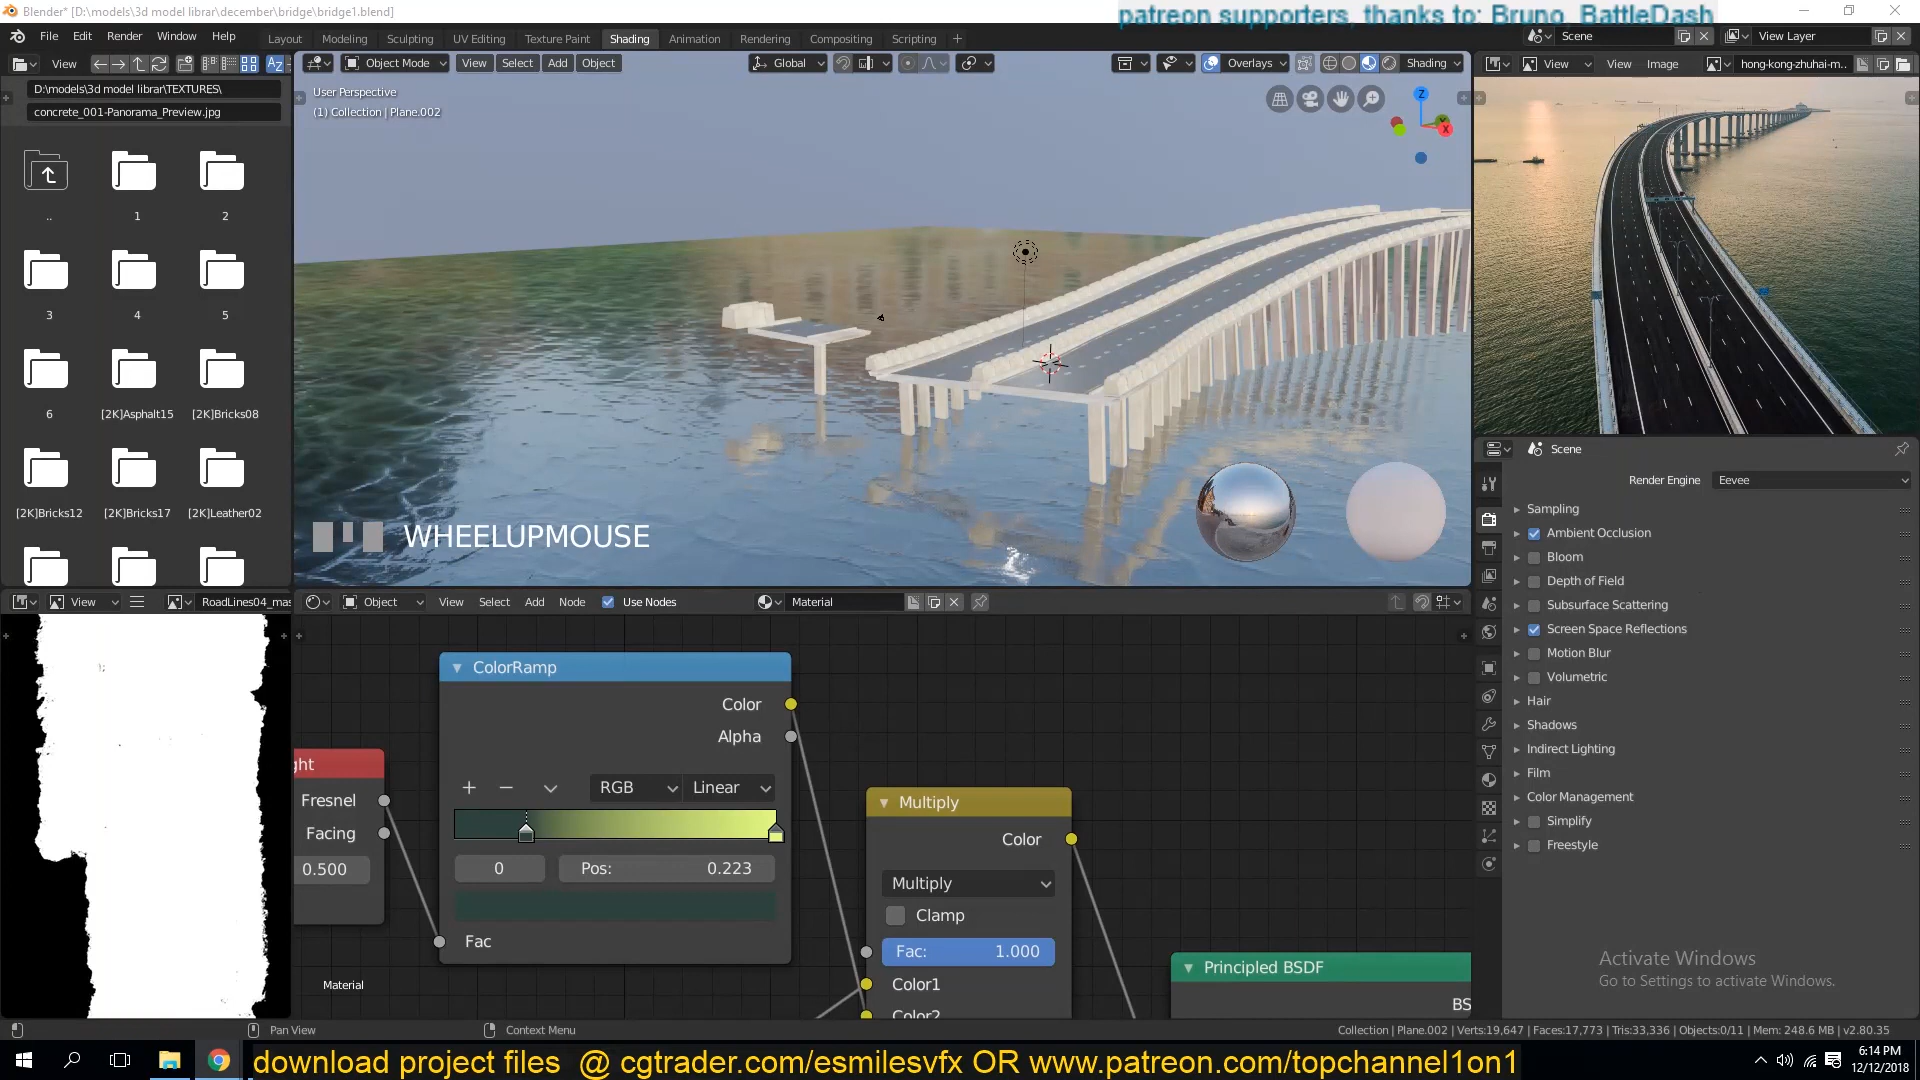 Blender* [D:\models\3d model librar\december\bridge\bridge1.blend]
patreon supporters, thanks to: Bruno, BattleDash
File Edit Render Window Help
Layout Modeling Sculpting UV Editing Texture Paint Shading Animation Rendering Compositing Scripting
Scene View Layer
View
Object Mode View Select Add Object Global Overlays Shading
View View Image hong-kong-zhuhai-m..
D:\models\3d model librar\TEXTURES\
concrete_001-Panorama_Preview.jpg
User Perspective
(1) Collection | Plane.002
Z
Y
X
.. 1 2
3 4 5
6 [2K]Asphalt15 [2K]Bricks08
[2K]Bricks12 [2K]Bricks17 [2K]Leather02
WHEELUPMOUSE
Scene
Render Engine Eevee
Sampling
Ambient Occlusion
Bloom
Depth of Field
Subsurface Scattering
Screen Space Reflections
Motion Blur
Volumetric
Hair
Shadows
Indirect Lighting
Film
Color Management
Simplify
Freestyle
View RoadLines04_mas
Object View Select Add Node Use Nodes Material
ColorRamp
Color
Alpha
RGB Linear
0 Pos: 0.223
Fac
ght
Fresnel
Facing
0.500
Multiply
Color
Multiply
Clamp
Fac: 1.000
Color1
Color2
Principled BSDF
BS
Material
Activate Windows
Go to Settings to activate Windows.
Pan View Context Menu
Collection | Plane.002 | Verts:19,647 | Faces:17,773 | Tris:33,336 | Objects:0/11 | Mem: 248.6 MB | v2.80.35
download project files @ cgtrader.com/esmilesvfx OR www.patreon.com/topchannel1on1
6:14 PM
12/12/2018